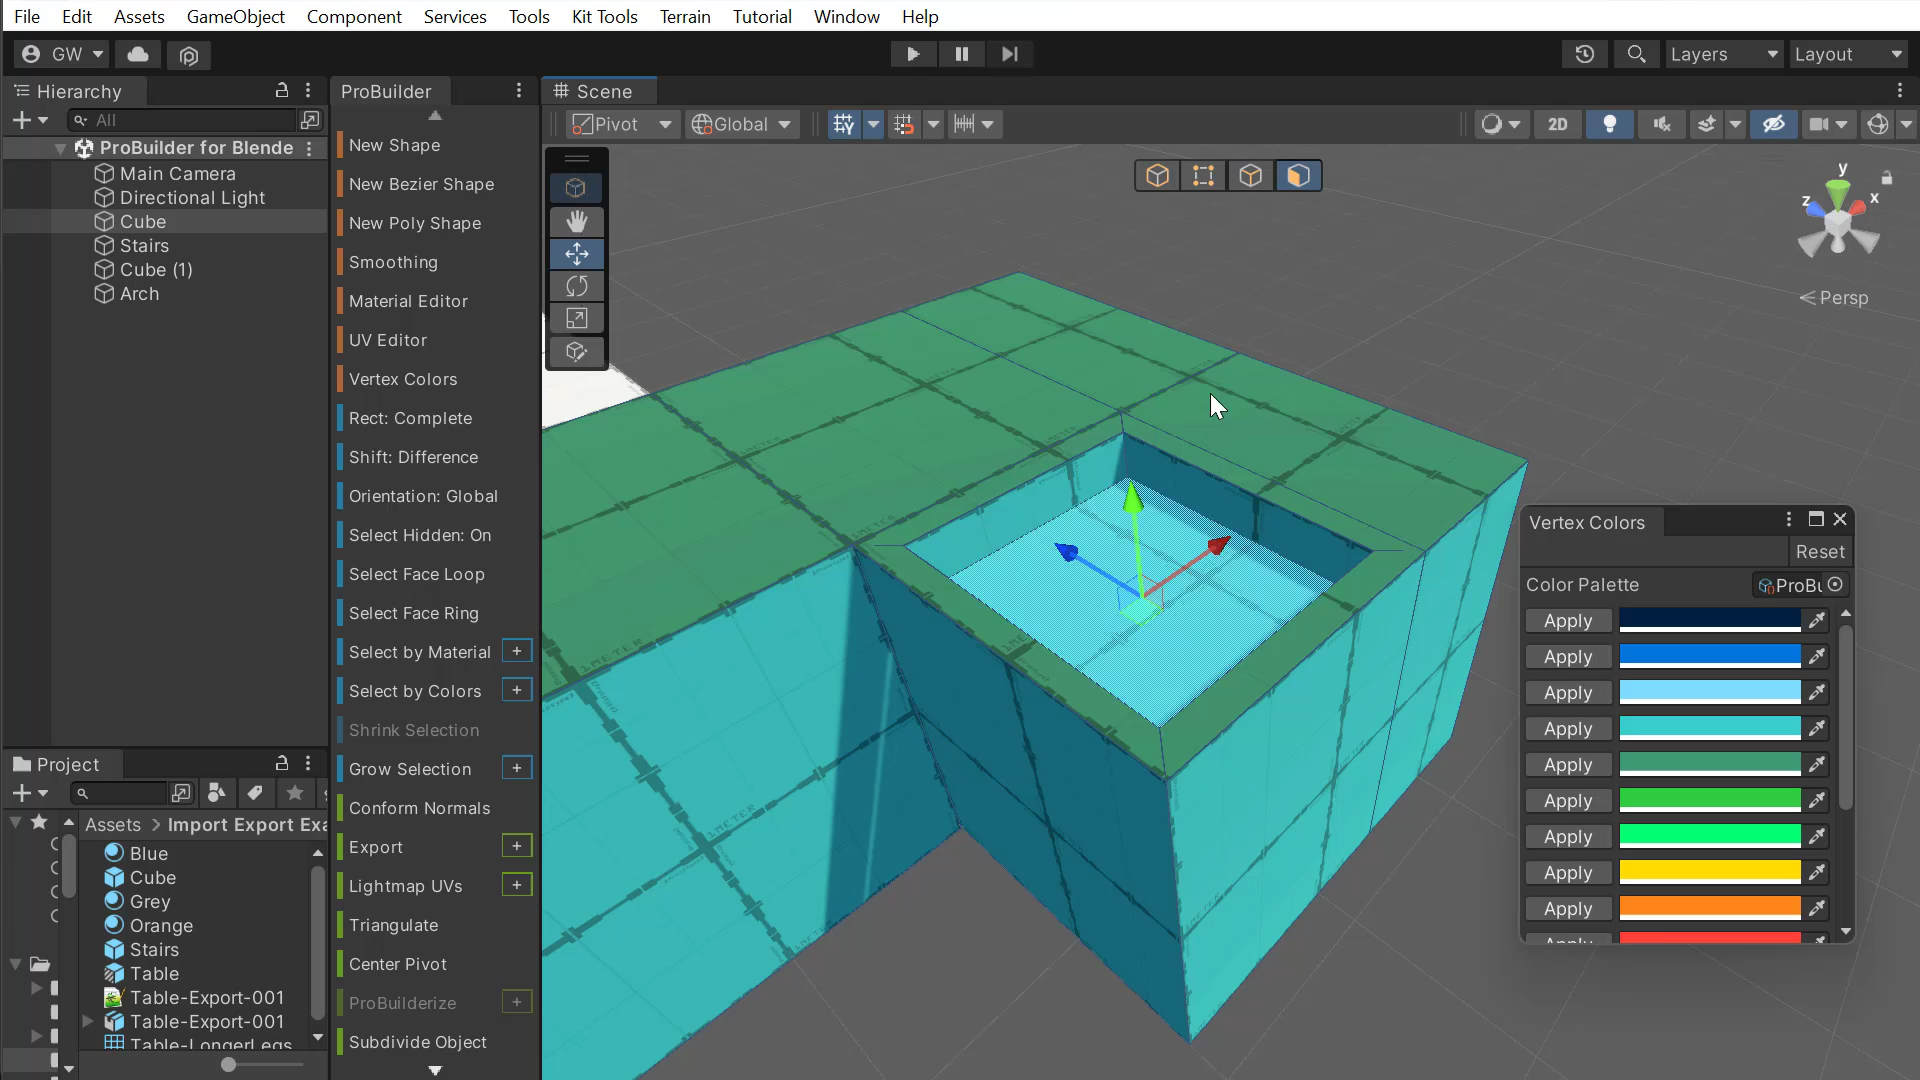 File Edit Assets GameObject Component Services Tools Kit Tools Terrain Tutorial Window Help
GW
Layers
Layout
Hierarchy
All
ProBuilder for Blende
Main Camera
Directional Light
Cube
Stairs
Cube (1)
Arch
Project
Assets > Import Export Exa
Blue
Cube
Grey
Orange
Stairs
Table
Table-Export-001
Table-Export-001
Table-LongerLegs
ProBuilder
New Shape
New Bezier Shape
New Poly Shape
Smoothing
Material Editor
UV Editor
Vertex Colors
Rect: Complete
Shift: Difference
Orientation: Global
Select Hidden: On
Select Face Loop
Select Face Ring
Select by Material +
Select by Colors +
Shrink Selection
Grow Selection +
Conform Normals
Export +
Lightmap UVs +
Triangulate
Center Pivot
ProBuilderize +
Subdivide Object
Scene
Pivot
Global
2D
y
z
x
< Persp
1METER
1METER
1METER
Vertex Colors
Reset
Color Palette
ProBu
Apply
Apply
Apply
Apply
Apply
Apply
Apply
Apply
Apply
Apply